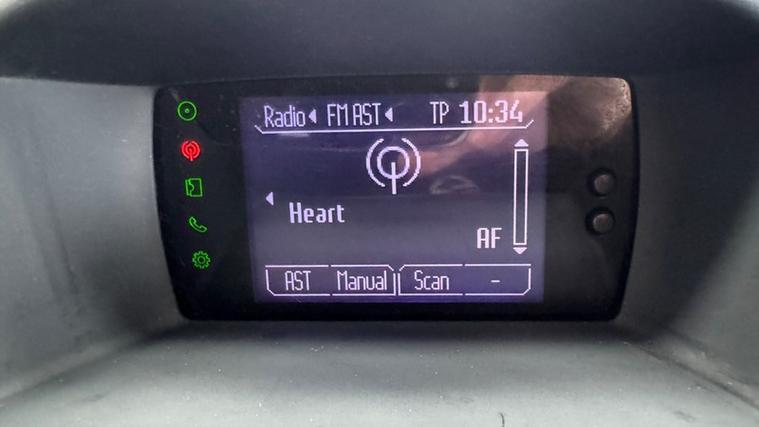 Radio FM AST TP 10:34
Heart
AF
AST Manual Scan -